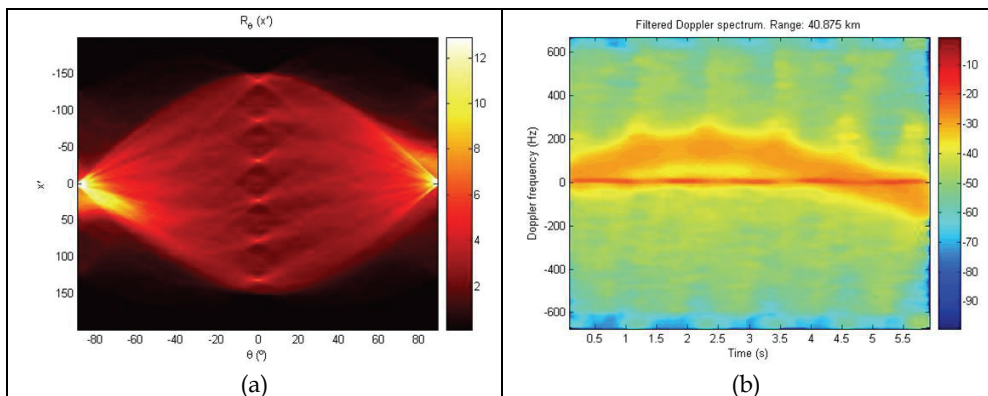 R_θ (x')
-150
-100
-50
0
50
100
150
x'
-80 -60 -40 -20 0 20 40 60 80
θ (º)
12
10
8
6
4
2
(a)
Filtered Doppler spectrum. Range: 40.875 km
600
400
200
0
-200
-400
-600
Doppler frequency (Hz)
0.5 1 1.5 2 2.5 3 3.5 4 4.5 5 5.5
Time (s)
-10
-20
-30
-40
-50
-60
-70
-80
-90
(b)